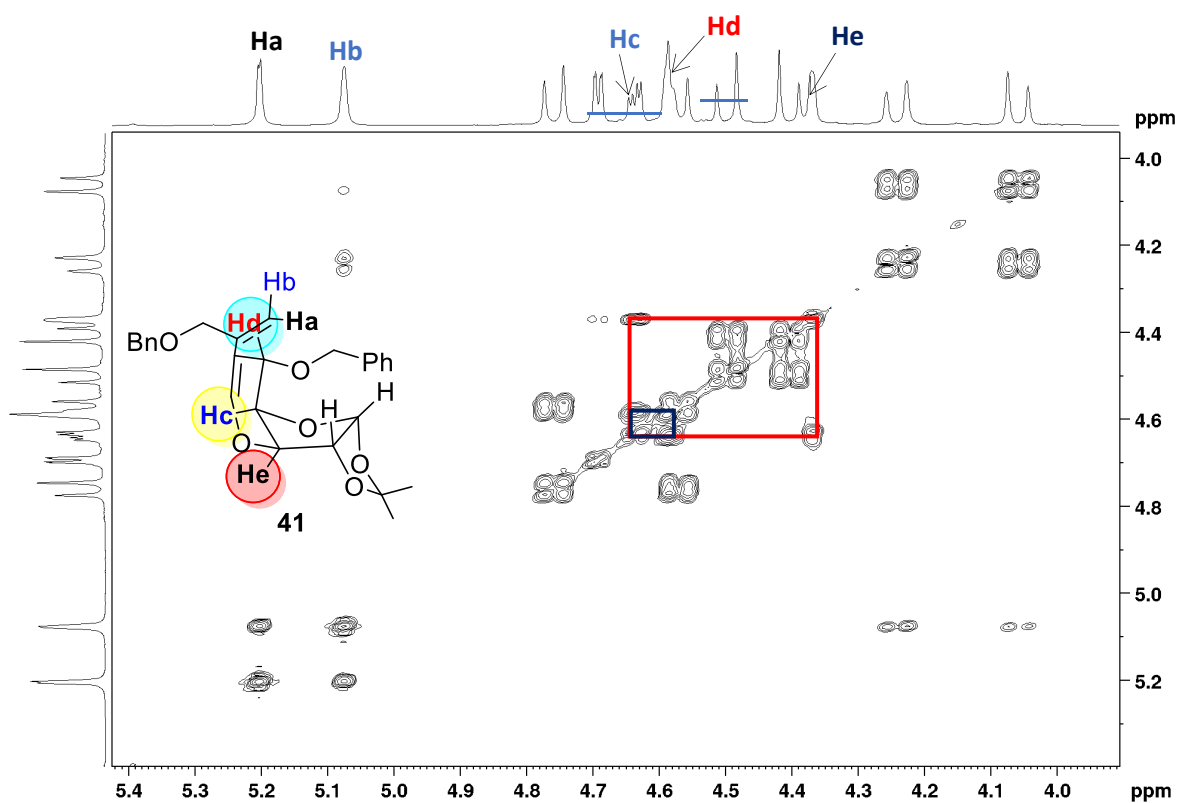 Ha Hb Hc Hd He
ppm
4.0
4.2
4.4
4.6
4.8
5.0
5.2
Hb
Hd Ha
BnO O Ph
H
Hc O H
O O
He O
41
5.4 5.3 5.2 5.1 5.0 4.9 4.8 4.7 4.6 4.5 4.4 4.3 4.2 4.1 4.0 ppm